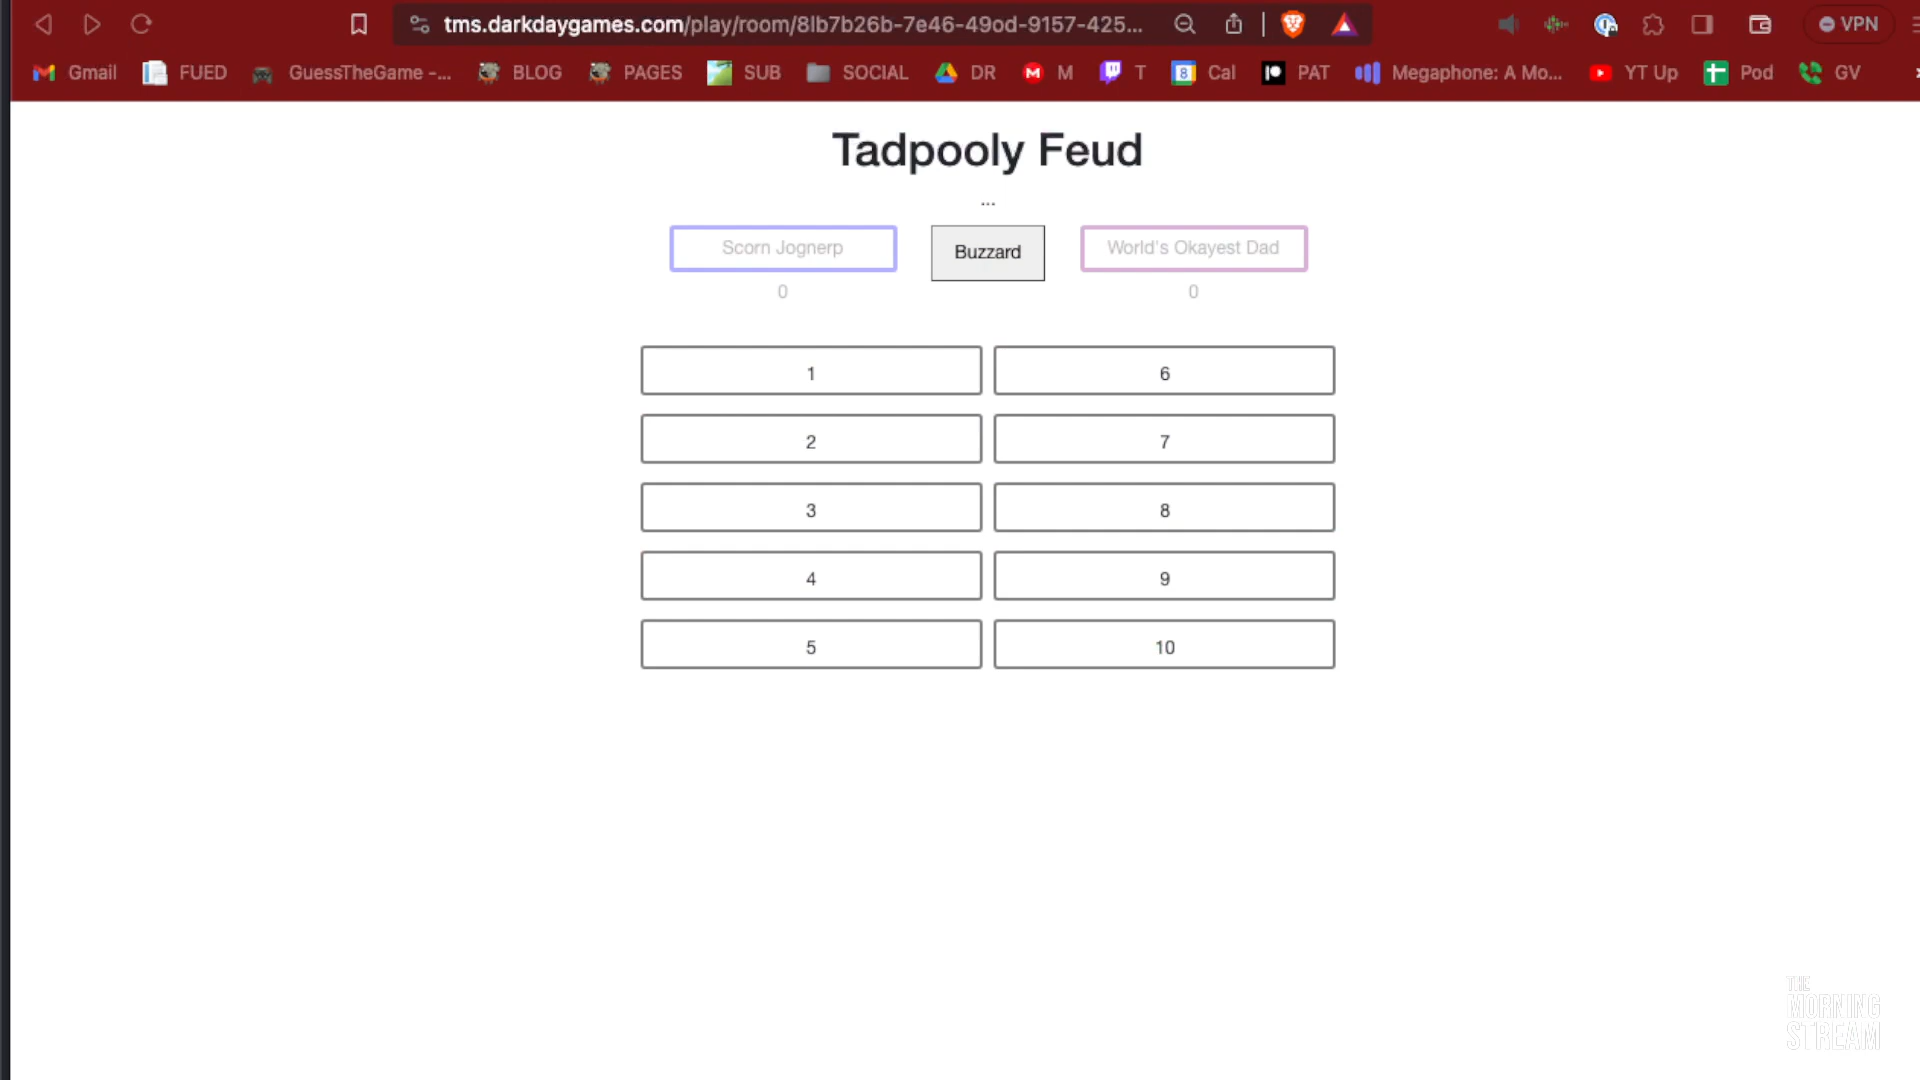 tms.darkdaygames.com/play/room/8lb7b26b-7e46-49od-9157-425...
VPN
Gmail FUED GuessTheGame -... BLOG PAGES SUB SOCIAL DR M T Cal PAT Megaphone: A Mo... YT Up Pod GV
Tadpooly Feud
...
Scorn Jognerp Buzzard World's Okayest Dad
0 0
1 6
2 7
3 8
4 9
5 10
THE
MORNING
STREAM